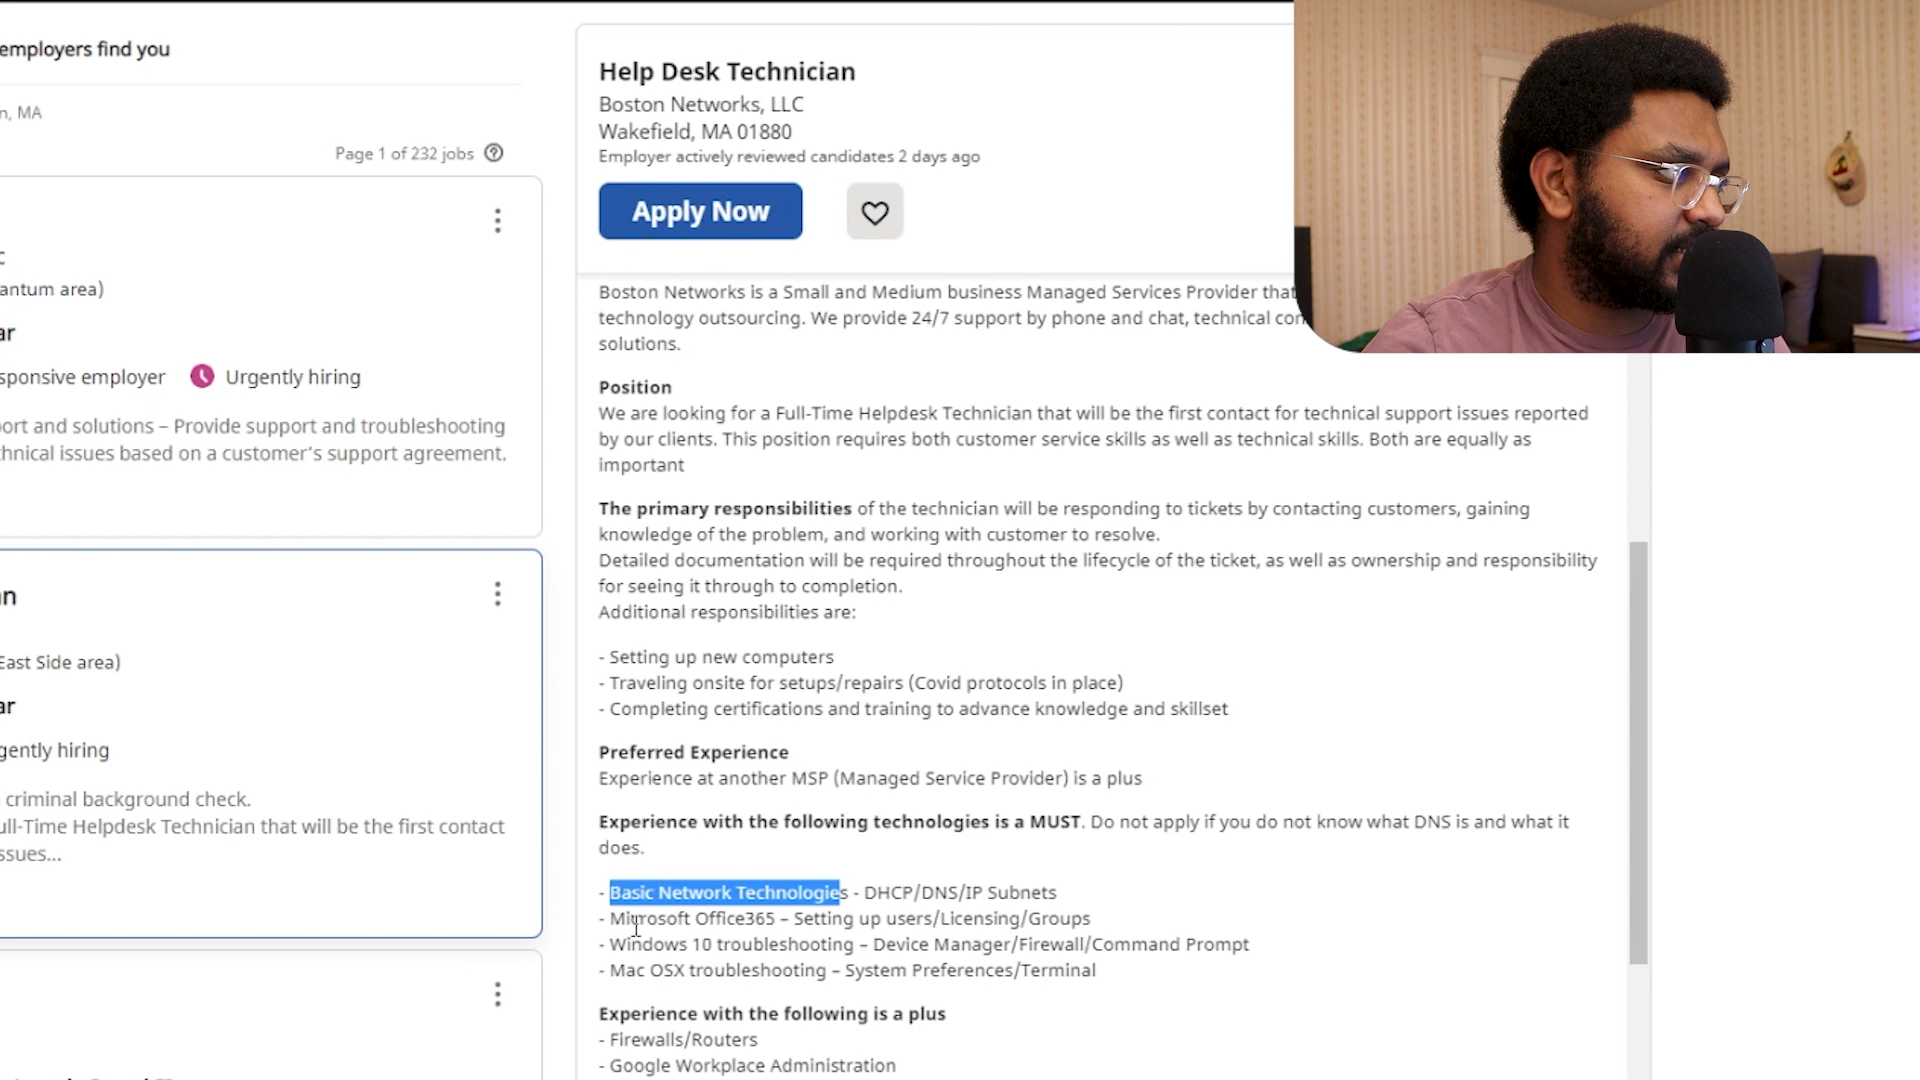 employers find you
n, MA
Page 1 of 232 jobs
antum area)
ar
sponsive employer Urgently hiring
ort and solutions – Provide support and troubleshooting
hnical issues based on a customer's support agreement.
an
East Side area)
ar
gently hiring
criminal background check.
ull-Time Helpdesk Technician that will be the first contact
ssues...
Help Desk Technician
Boston Networks, LLC
Wakefield, MA 01880
Employer actively reviewed candidates 2 days ago
Apply Now
Boston Networks is a Small and Medium business Managed Services Provider that
technology outsourcing. We provide 24/7 support by phone and chat, technical con
solutions.
Position
We are looking for a Full-Time Helpdesk Technician that will be the first contact for technical support issues reported
by our clients. This position requires both customer service skills as well as technical skills. Both are equally as
important
The primary responsibilities of the technician will be responding to tickets by contacting customers, gaining
knowledge of the problem, and working with customer to resolve.
Detailed documentation will be required throughout the lifecycle of the ticket, as well as ownership and responsibility
for seeing it through to completion.
Additional responsibilities are:
- Setting up new computers
- Traveling onsite for setups/repairs (Covid protocols in place)
- Completing certifications and training to advance knowledge and skillset
Preferred Experience
Experience at another MSP (Managed Service Provider) is a plus
Experience with the following technologies is a MUST. Do not apply if you do not know what DNS is and what it
does.
- Basic Network Technologies - DHCP/DNS/IP Subnets
- Microsoft Office365 – Setting up users/Licensing/Groups
- Windows 10 troubleshooting – Device Manager/Firewall/Command Prompt
- Mac OSX troubleshooting – System Preferences/Terminal
Experience with the following is a plus
- Firewalls/Routers
- Google Workplace Administration